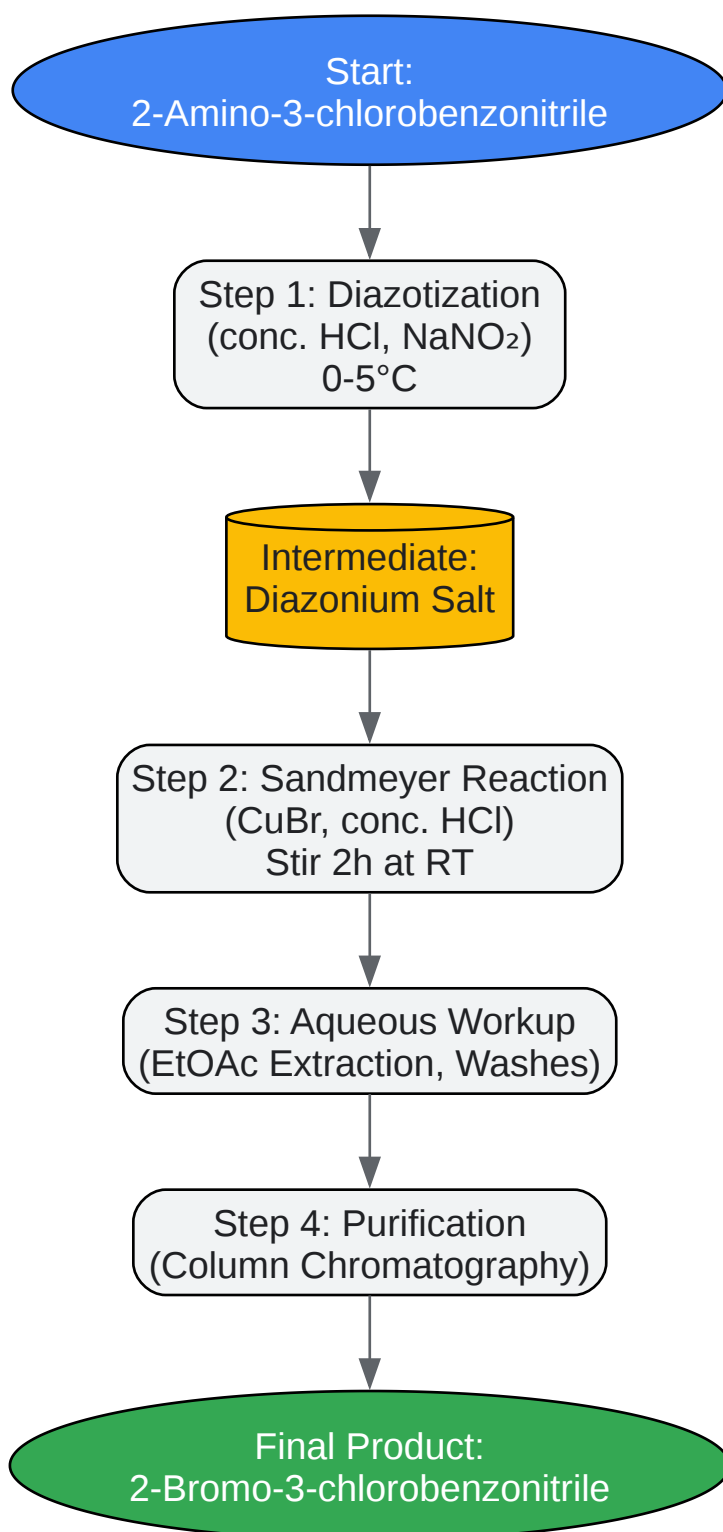 Start:
2-Amino-3-chlorobenzonitrile
Step 1: Diazotization
(conc. HCl, NaNO₂)
0-5°C
Intermediate:
Diazonium Salt
Step 2: Sandmeyer Reaction
(CuBr, conc. HCl)
Stir 2h at RT
Step 3: Aqueous Workup
(EtOAc Extraction, Washes)
Step 4: Purification
(Column Chromatography)
Final Product:
2-Bromo-3-chlorobenzonitrile